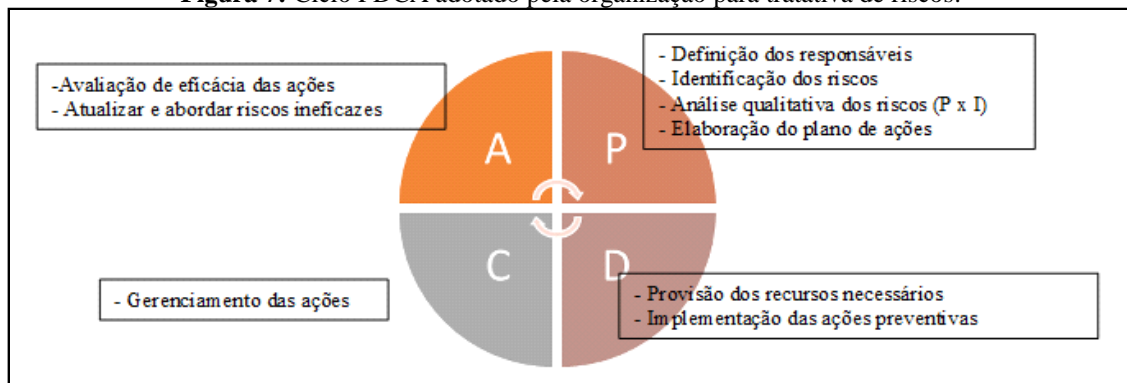 Ciclo PDCA adotado pela organização para tratativa de riscos.
-Avaliação de eficácia das ações
- Atualizar e abordar riscos ineficazes
- Definição dos responsáveis
- Identificação dos riscos
- Análise qualitativa dos riscos (P x I)
- Elaboração do plano de ações
A
P
C
D
- Gerenciamento das ações
- Provisão dos recursos necessários
- Implementação das ações preventivas